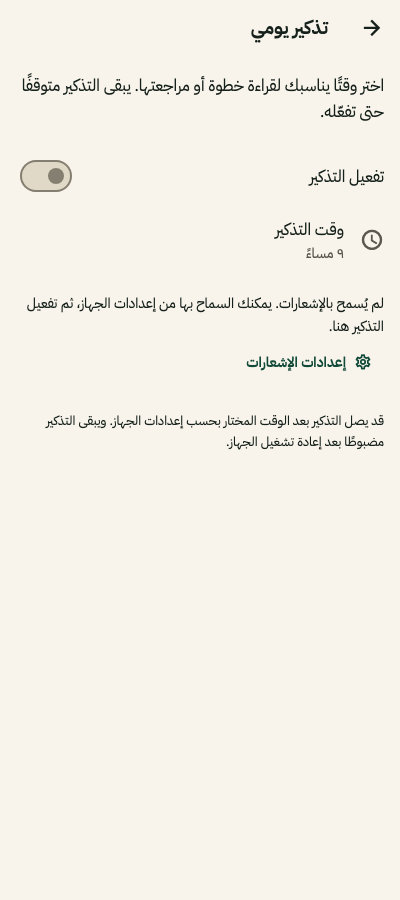 تذكير يومي
اختر وقتًا يناسبك لقراءة خطوة أو مراجعتها. يبقى التذكير متوقفًا
حتى تفعّله.
تفعيل التذكير
وقت التذكير
٩ مساءً
لم يُسمح بالإشعارات. يمكنك السماح بها من إعدادات الجهاز، ثم تفعيل
التذكير هنا.
إعدادات الإشعارات
قد يصل التذكير بعد الوقت المختار بحسب إعدادات الجهاز. ويبقى التذكير
مضبوطًا بعد إعادة تشغيل الجهاز.